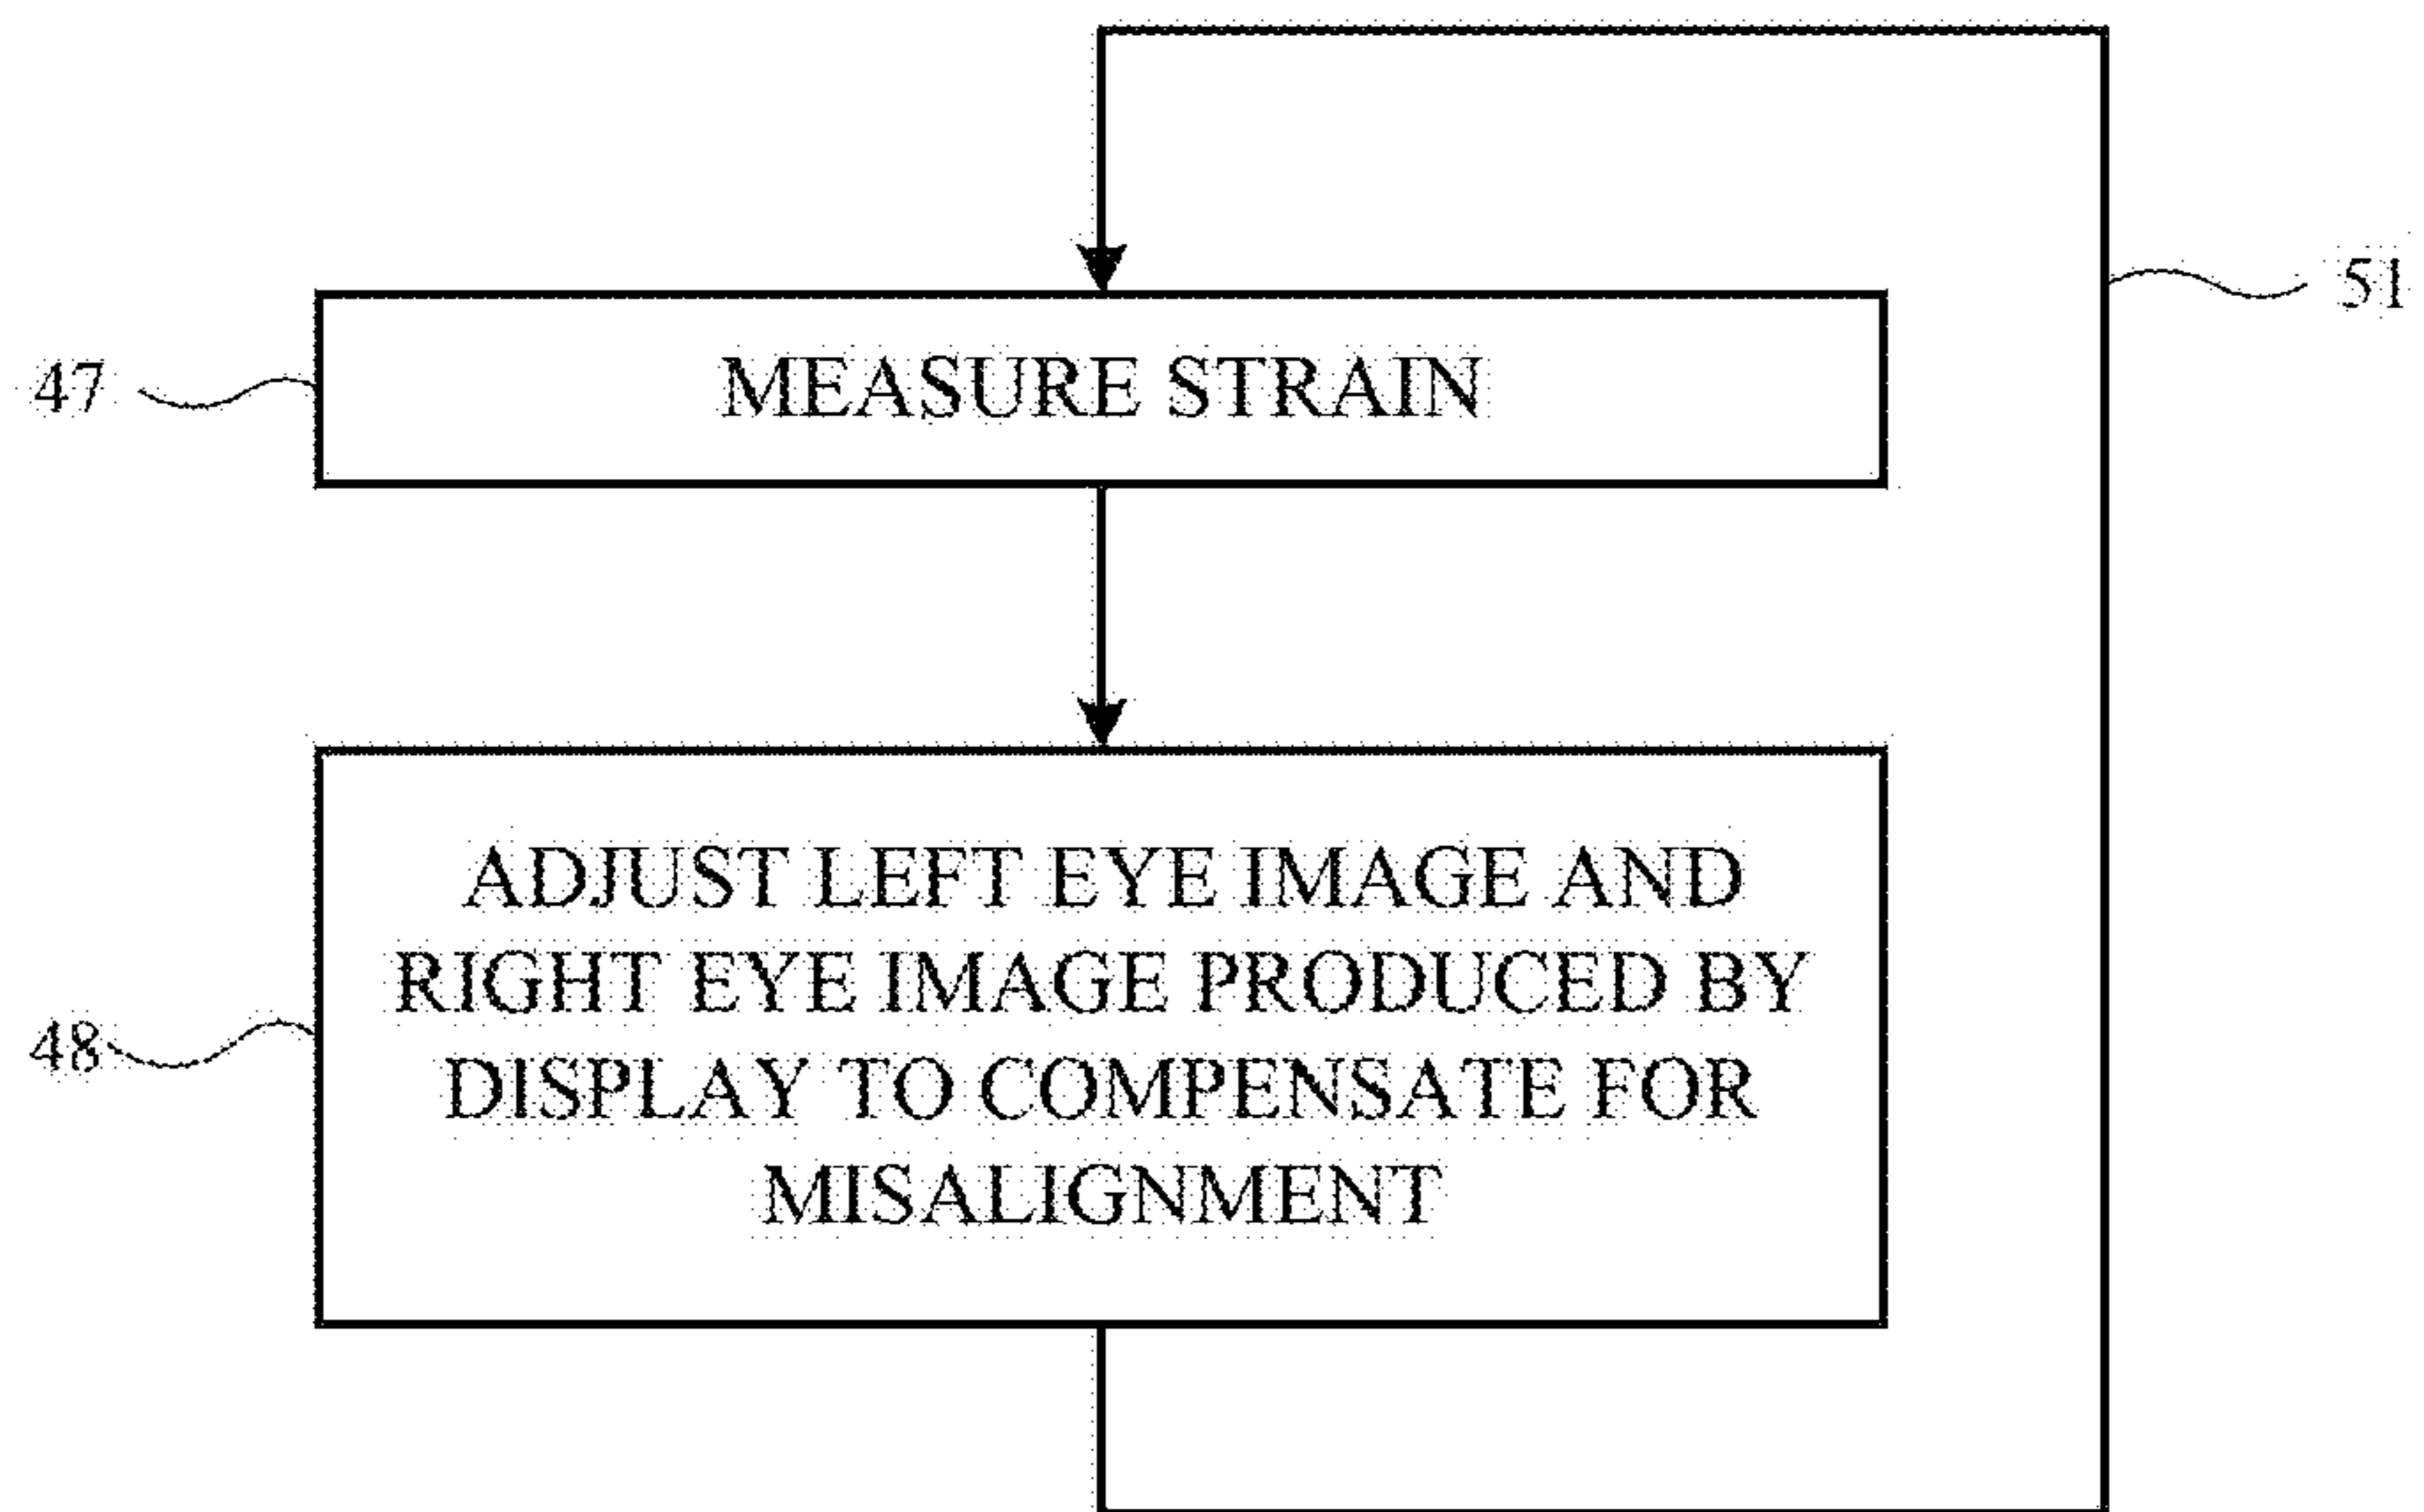 51
47
MEASURE STRAIN
ADJUST LEFT EYE IMAGE AND
RIGHT EYE IMAGE PRODUCED BY
48
DISPLAY TO COMPENSATE FOR
MISALIGNMENT